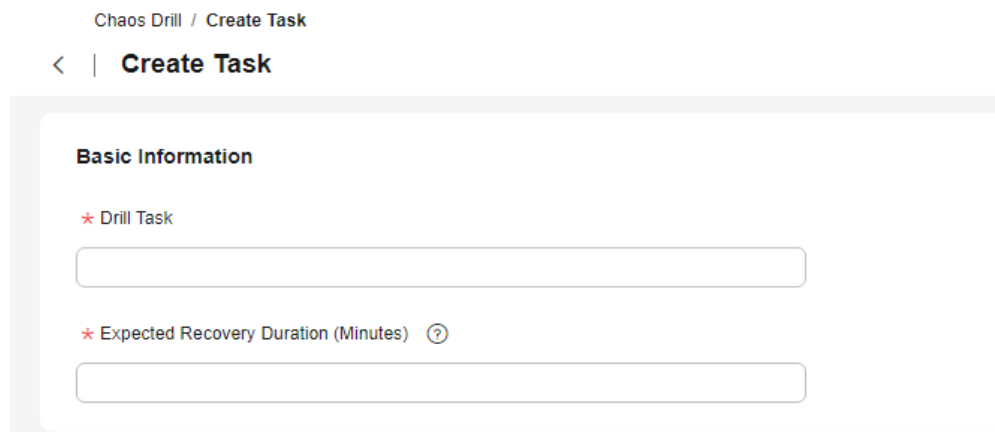 Chaos Drill / Create Task
< | Create Task
Basic Information
* Drill Task
* Expected Recovery Duration (Minutes) ?